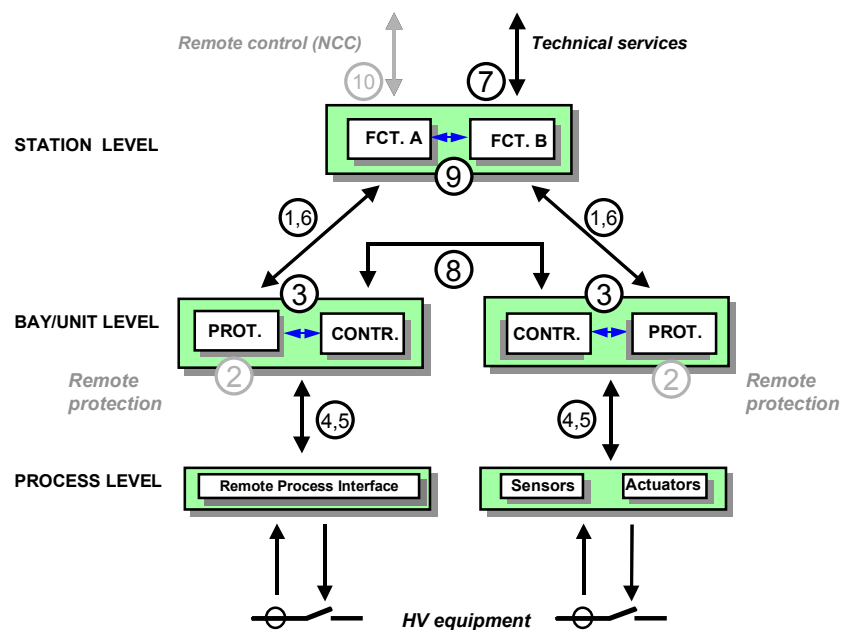 Remote control (NCC)
Technical services
10
7
STATION LEVEL
FCT. A
FCT. B
9
1,6
1,6
8
3
3
BAY/UNIT LEVEL
PROT.
CONTR.
CONTR.
PROT.
2
2
Remote
protection
Remote
protection
4,5
4,5
PROCESS LEVEL
Remote Process Interface
Sensors
Actuators
HV equipment